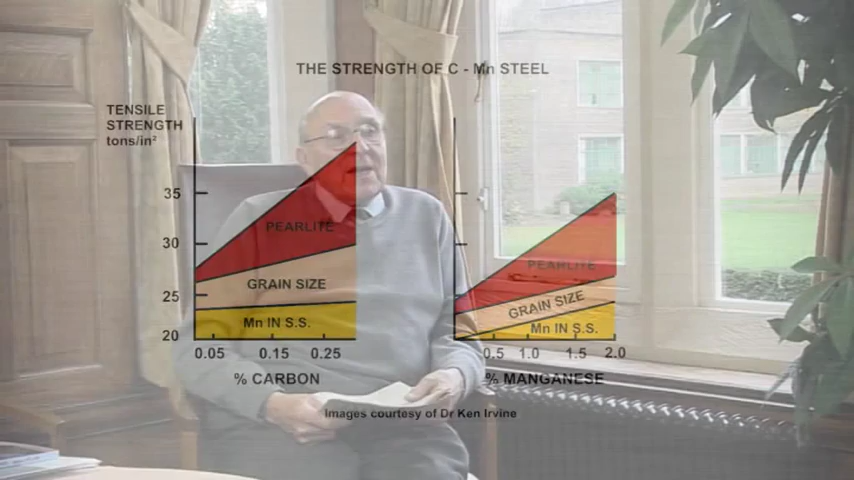 THE STRENGTH OF C - Mn STEEL
TENSILE
STRENGTH
tons/in²
35
30
25
20
PEARLITE
GRAIN SIZE
Mn IN S.S.
0.05 0.15 0.25
% CARBON
PEARLITE
GRAIN SIZE
Mn IN S.S.
0.5 1.0 1.5 2.0
% MANGANESE
Images courtesy of Dr Ken Irvine